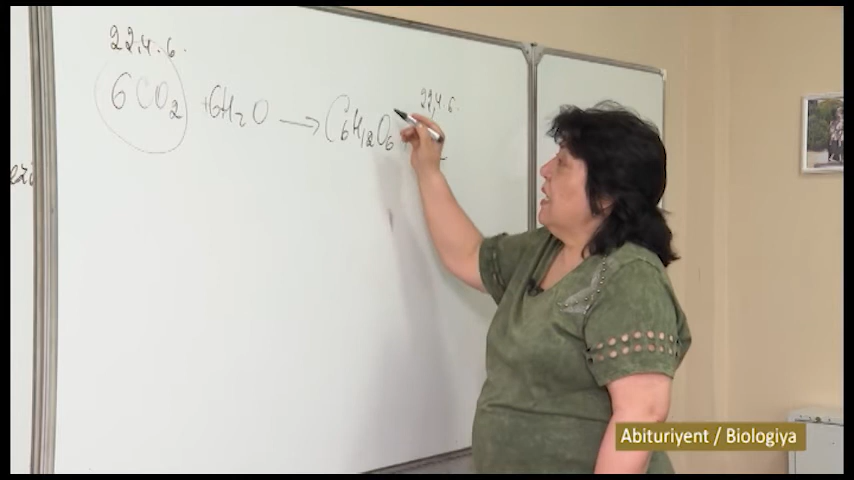 22,4 · 6 ·
22,4 · 6 ·
6CO₂ + 6H₂O → C₆H₁₂O₆
Abituriyent / Biologiya